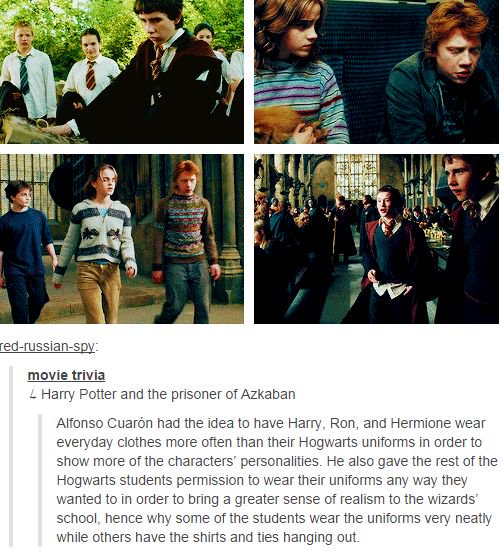 red-russian-spy:
movie trivia
↳ Harry Potter and the prisoner of Azkaban
Alfonso Cuarón had the idea to have Harry, Ron, and Hermione wear
everyday clothes more often than their Hogwarts uniforms in order to
show more of the characters' personalities. He also gave the rest of the
Hogwarts students permission to wear their uniforms any way they
wanted to in order to bring a greater sense of realism to the wizards'
school, hence why some of the students wear the uniforms very neatly
while others have the shirts and ties hanging out.